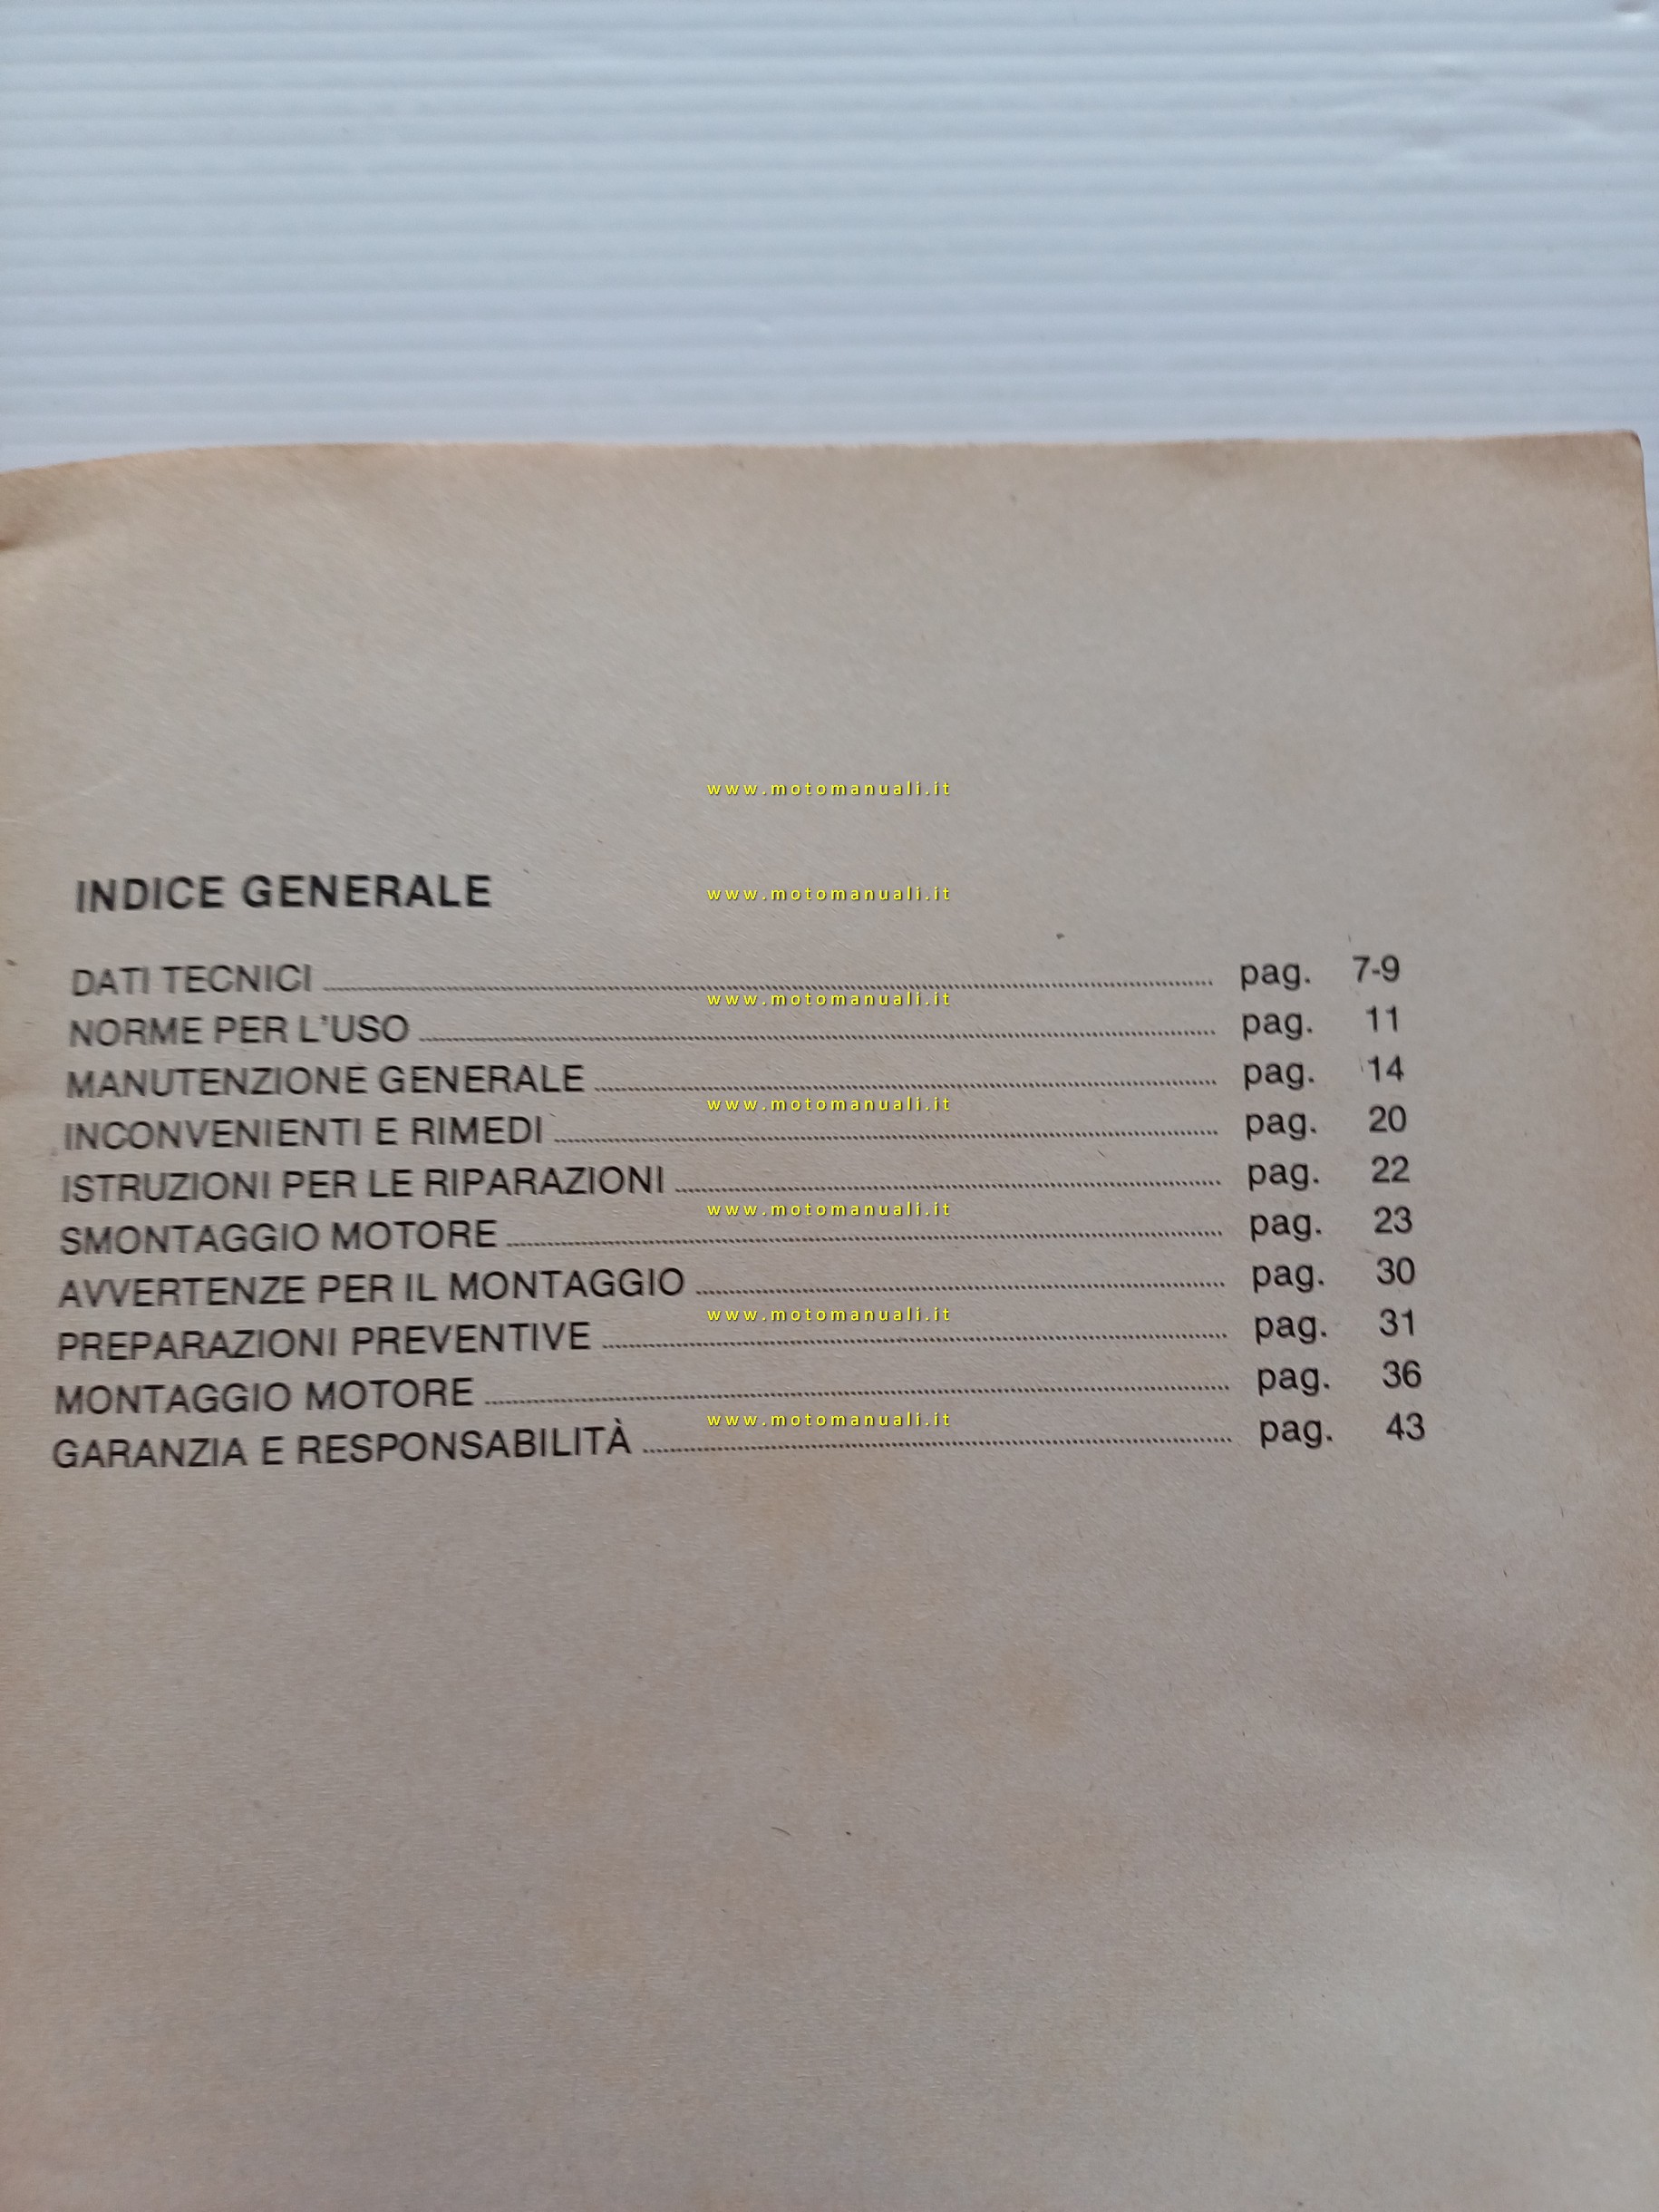 www.motomanuali.it
INDICE GENERALE
www.motomanuali.it
DATI TECNICI ........ pag. 7-9
www.motomanuali.it
NORME PER L'USO ........ pag. 11
MANUTENZIONE GENERALE ........ pag. 14
www.motomanuali.it
INCONVENIENTI E RIMEDI ........ pag. 20
ISTRUZIONI PER LE RIPARAZIONI ........ pag. 22
www.motomanuali.it
SMONTAGGIO MOTORE ........ pag. 23
AVVERTENZE PER IL MONTAGGIO ........ pag. 30
www.motomanuali.it
PREPARAZIONI PREVENTIVE ........ pag. 31
MONTAGGIO MOTORE ........ pag. 36
www.motomanuali.it
GARANZIA E RESPONSABILITÀ ........ pag. 43